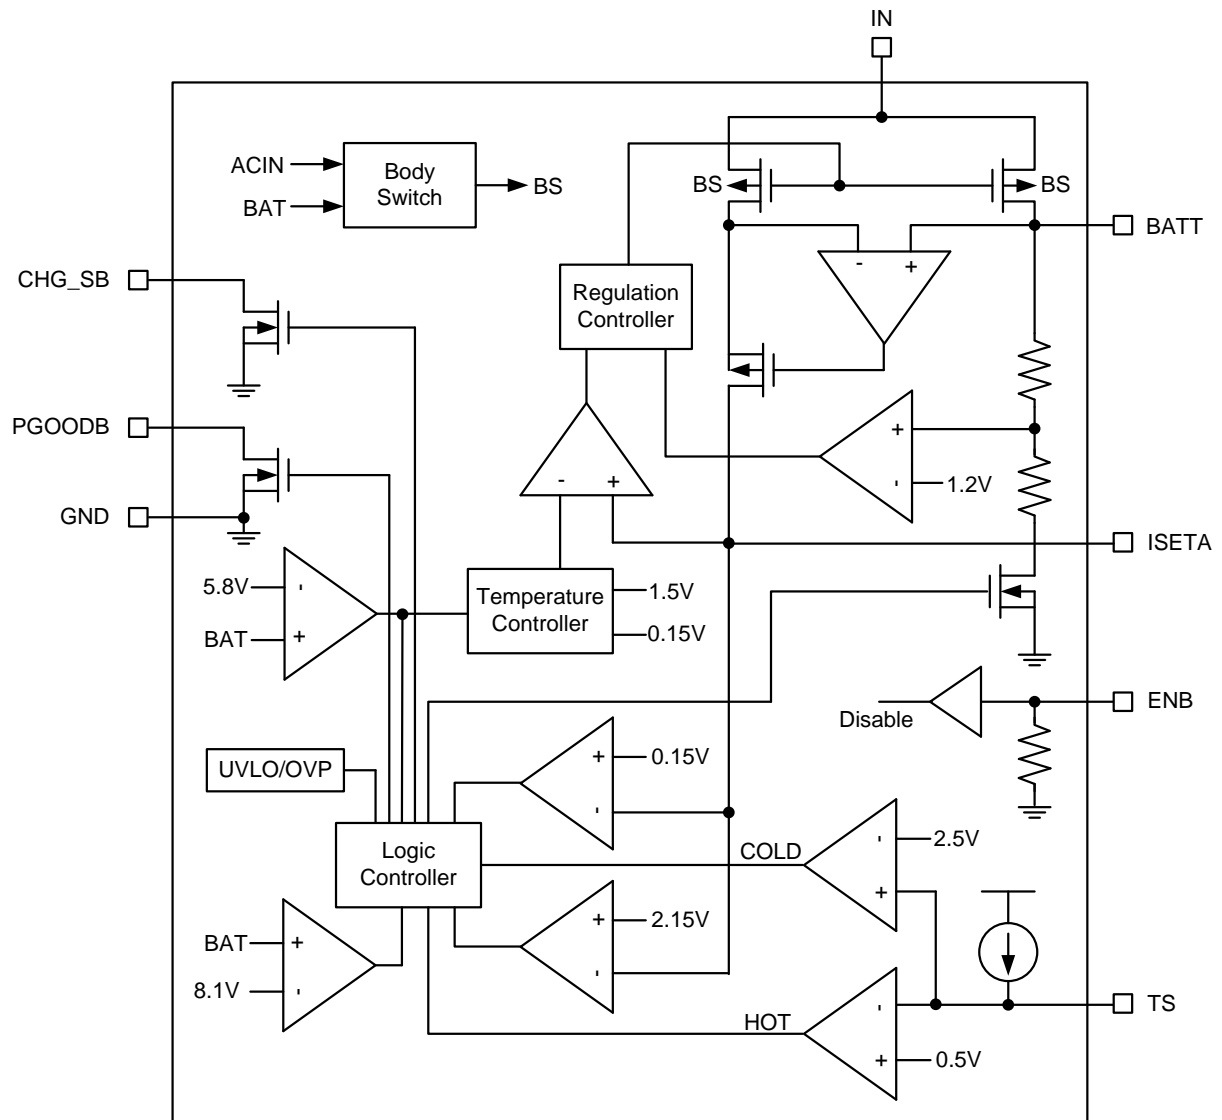 IN
ACIN
BAT
Body
Switch
BS
BS
BS
BATT
CHG_SB
Regulation
Controller
-
+
PGOODB
+
-
1.2V
GND
-
+
ISETA
5.8V
-
BAT
+
Temperature
Controller
1.5V
0.15V
Disable
ENB
UVLO/OVP
+
0.15V
-
Logic
Controller
COLD
-
2.5V
+
BAT
+
8.1V
-
+
2.15V
-
HOT
-
+
0.5V
TS